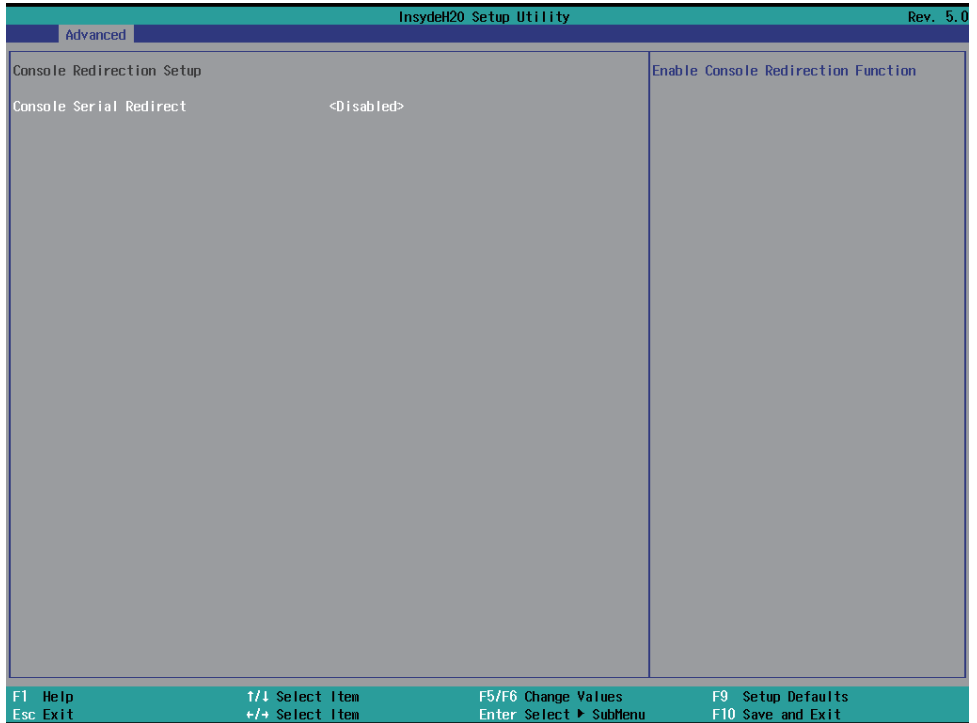 InsydeH20 Setup Utility Rev. 5.0
Advanced
Console Redirection Setup
Enable Console Redirection Function
Console Serial Redirect <Disabled>
F1 Help ↑/↓ Select Item F5/F6 Change Values F9 Setup Defaults
Esc Exit ←/→ Select Item Enter Select ▶ SubMenu F10 Save and Exit